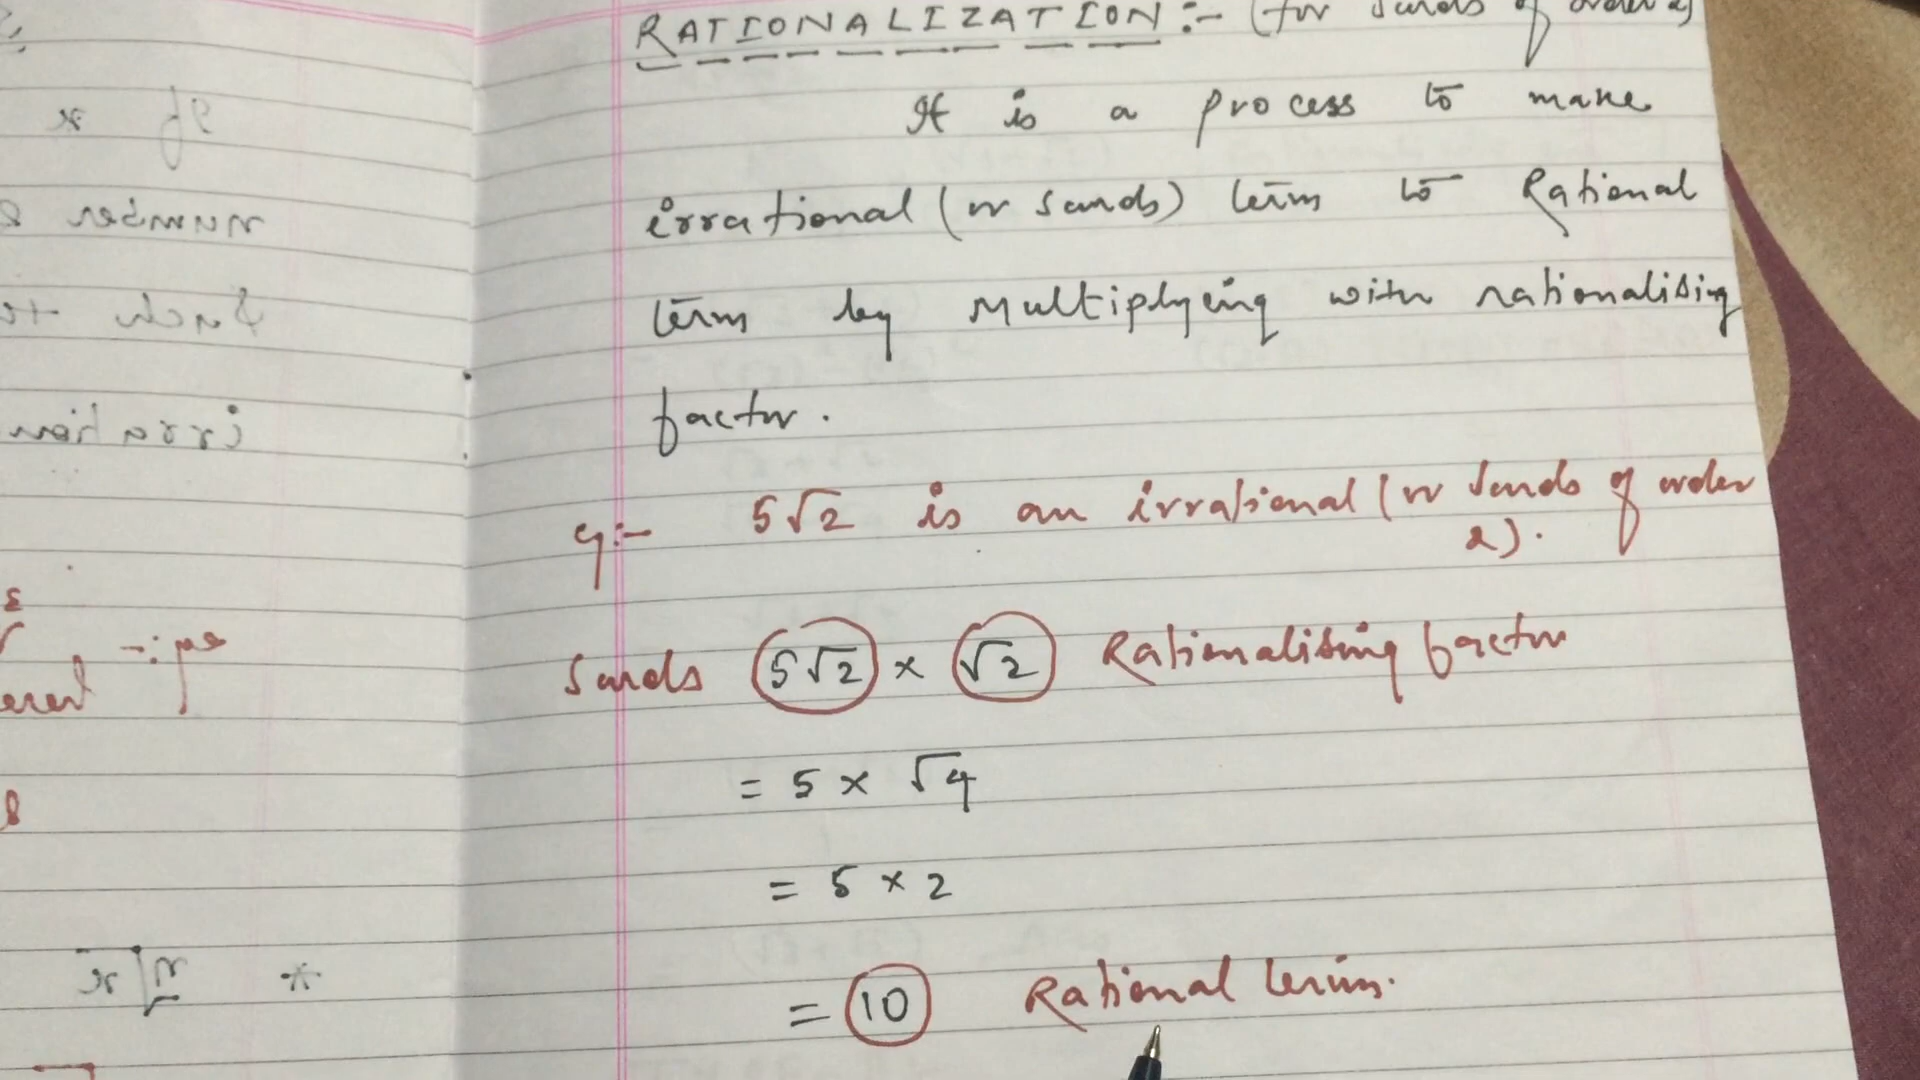 RATIONALIZATION :- (for Surds of order 2)
It is a process to make
irrational (or surds) term to Rational
term by Multiplying with rationalising
factor.
eg:- 5√2 is an irrational (or Surds of order
2).
Surds 5√2 × √2 Rationalising factor
= 5 × √4
= 5 × 2
= 10 Rational term.